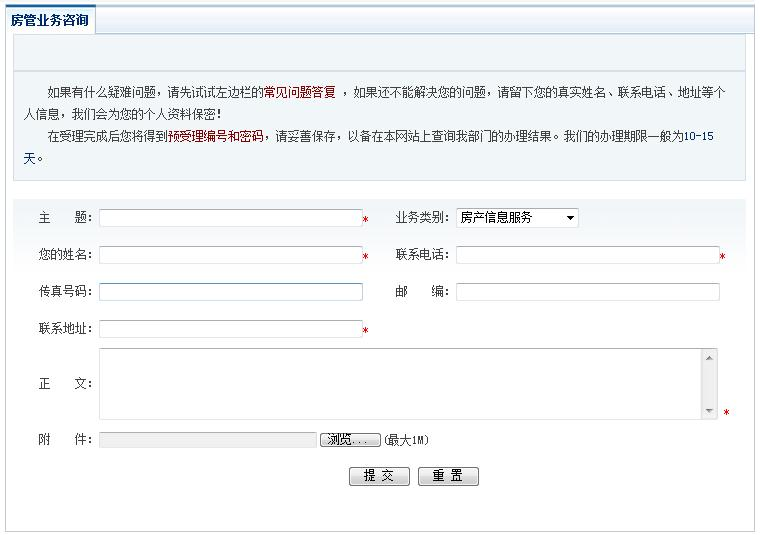 房管业务咨询
如果有什么疑难问题，请先试试左边栏的常见问题答复 ，如果还不能解决您的问题，请留下您的真实姓名、联系电话、地址等个
人信息，我们会为您的个人资料保密！
在受理完成后您将得到预受理编号和密码，请妥善保存，以备在本网站上查询我部门的办理结果。我们的办理期限一般为10-15
天。
主 题： * 业务类别： 房产信息服务
您的姓名： * 联系电话： *
传真号码： 邮 编：
联系地址： *
正 文： *
附 件： 浏览... (最大1M)
提 交 重 置